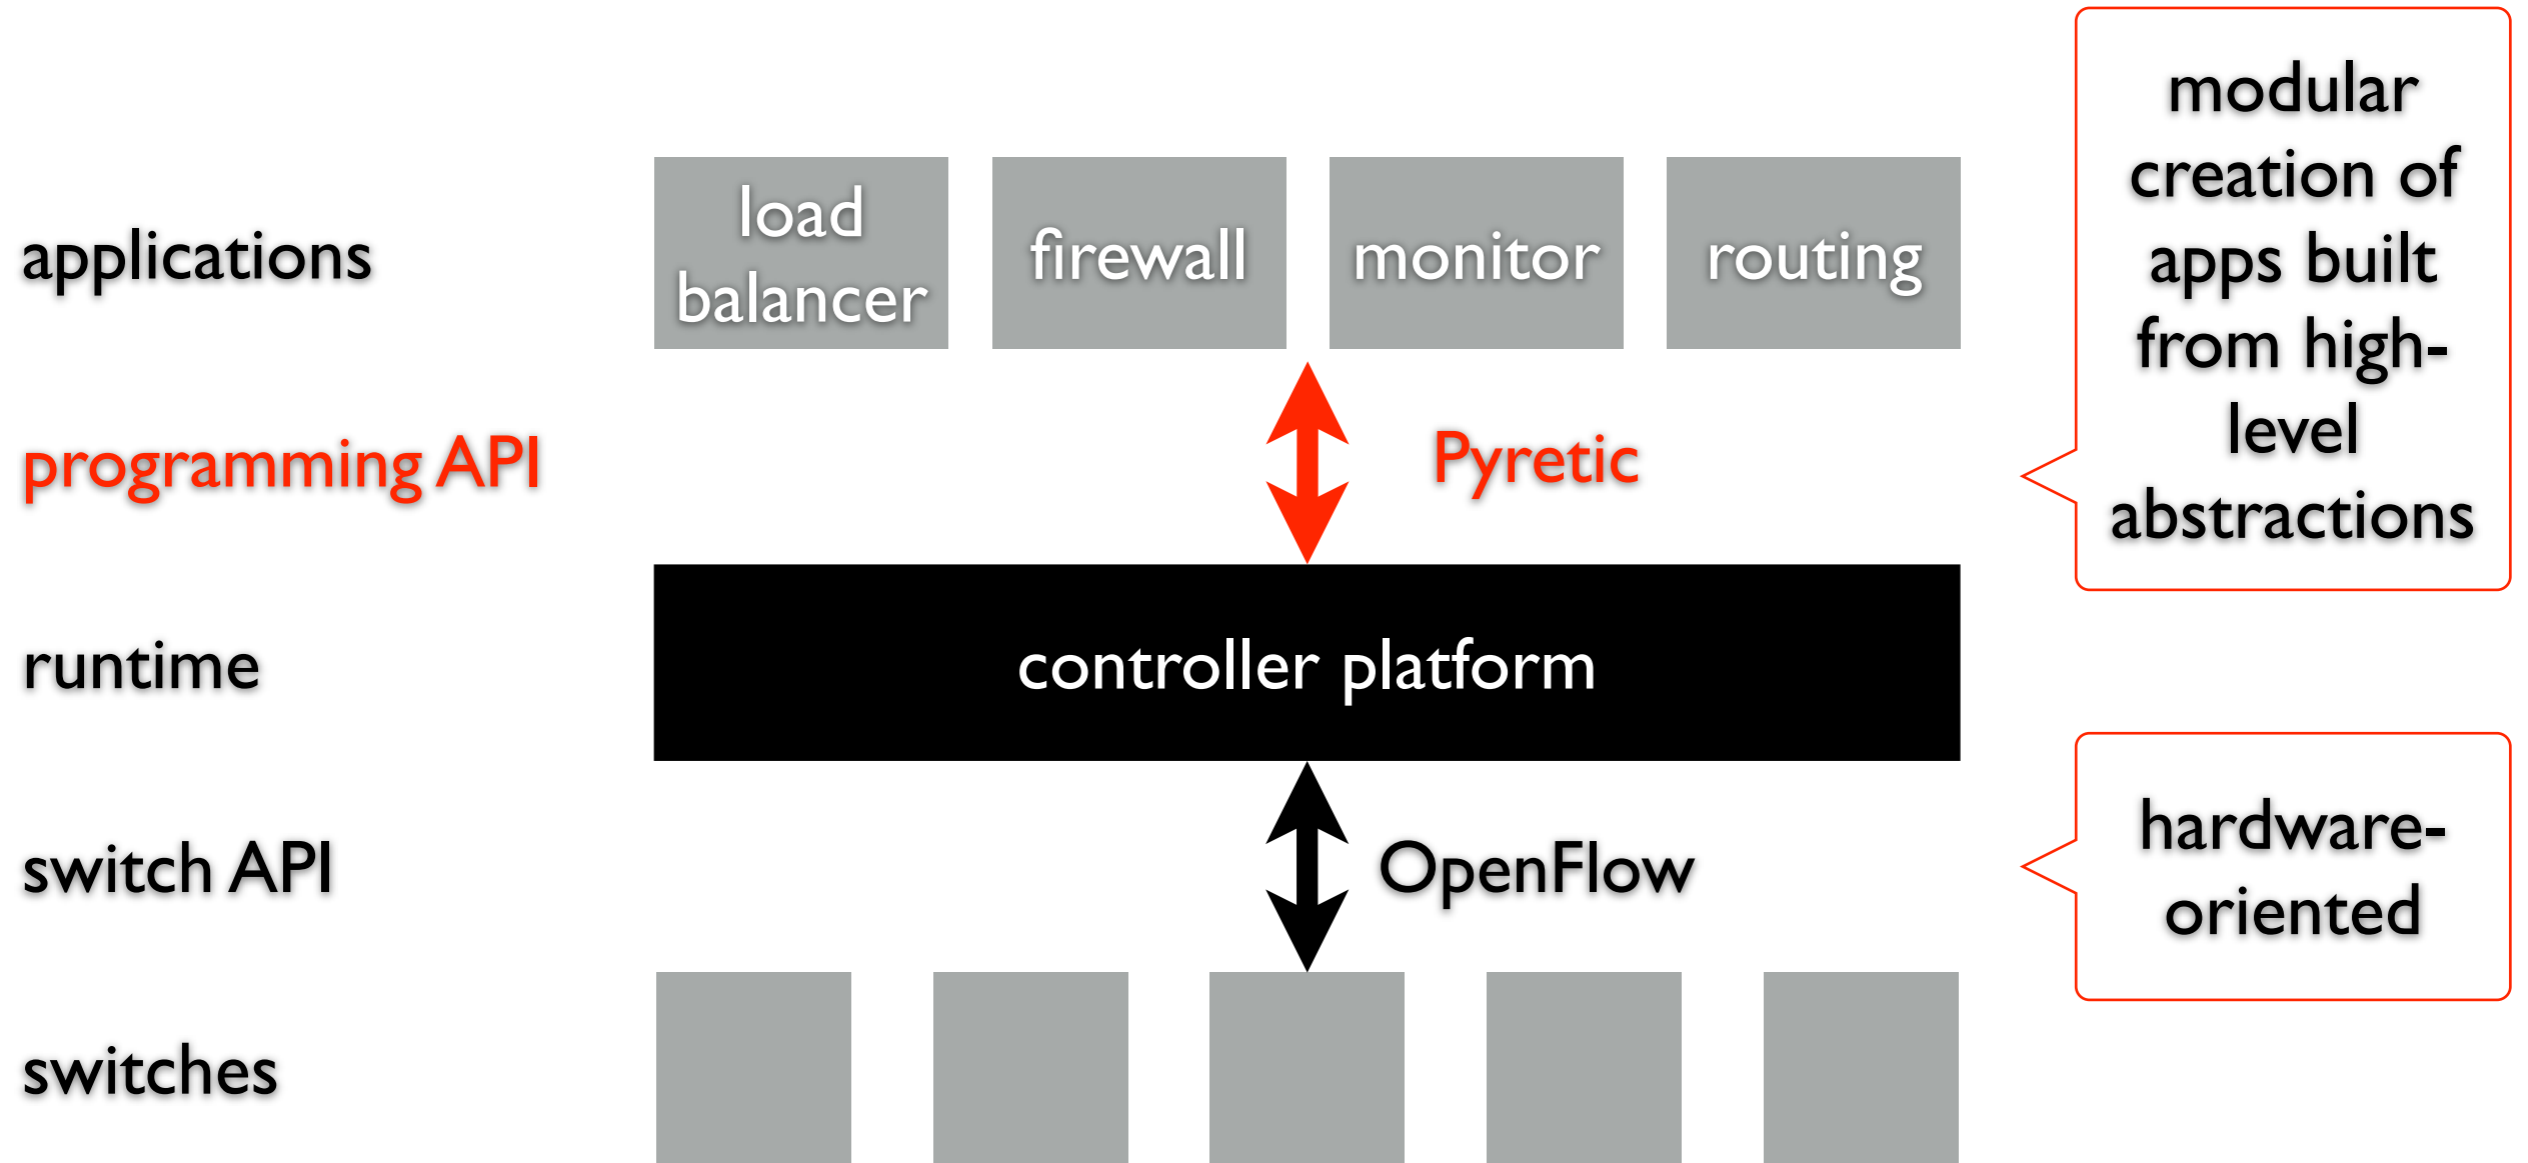 applications
load
balancer
firewall
monitor
routing
programming API
Pyretic
modular
creation of
apps built
from high-
level
abstractions
runtime
controller platform
switch API
OpenFlow
hardware-
oriented
switches